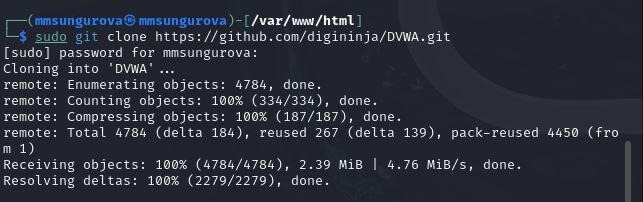 ┌──(mmsungurova㉿mmsungurova)-[/var/www/html]
└─$ sudo git clone https://github.com/digininja/DVWA.git
[sudo] password for mmsungurova:
Cloning into 'DVWA'...
remote: Enumerating objects: 4784, done.
remote: Counting objects: 100% (334/334), done.
remote: Compressing objects: 100% (187/187), done.
remote: Total 4784 (delta 184), reused 267 (delta 139), pack-reused 4450 (fro
m 1)
Receiving objects: 100% (4784/4784), 2.39 MiB | 4.76 MiB/s, done.
Resolving deltas: 100% (2279/2279), done.